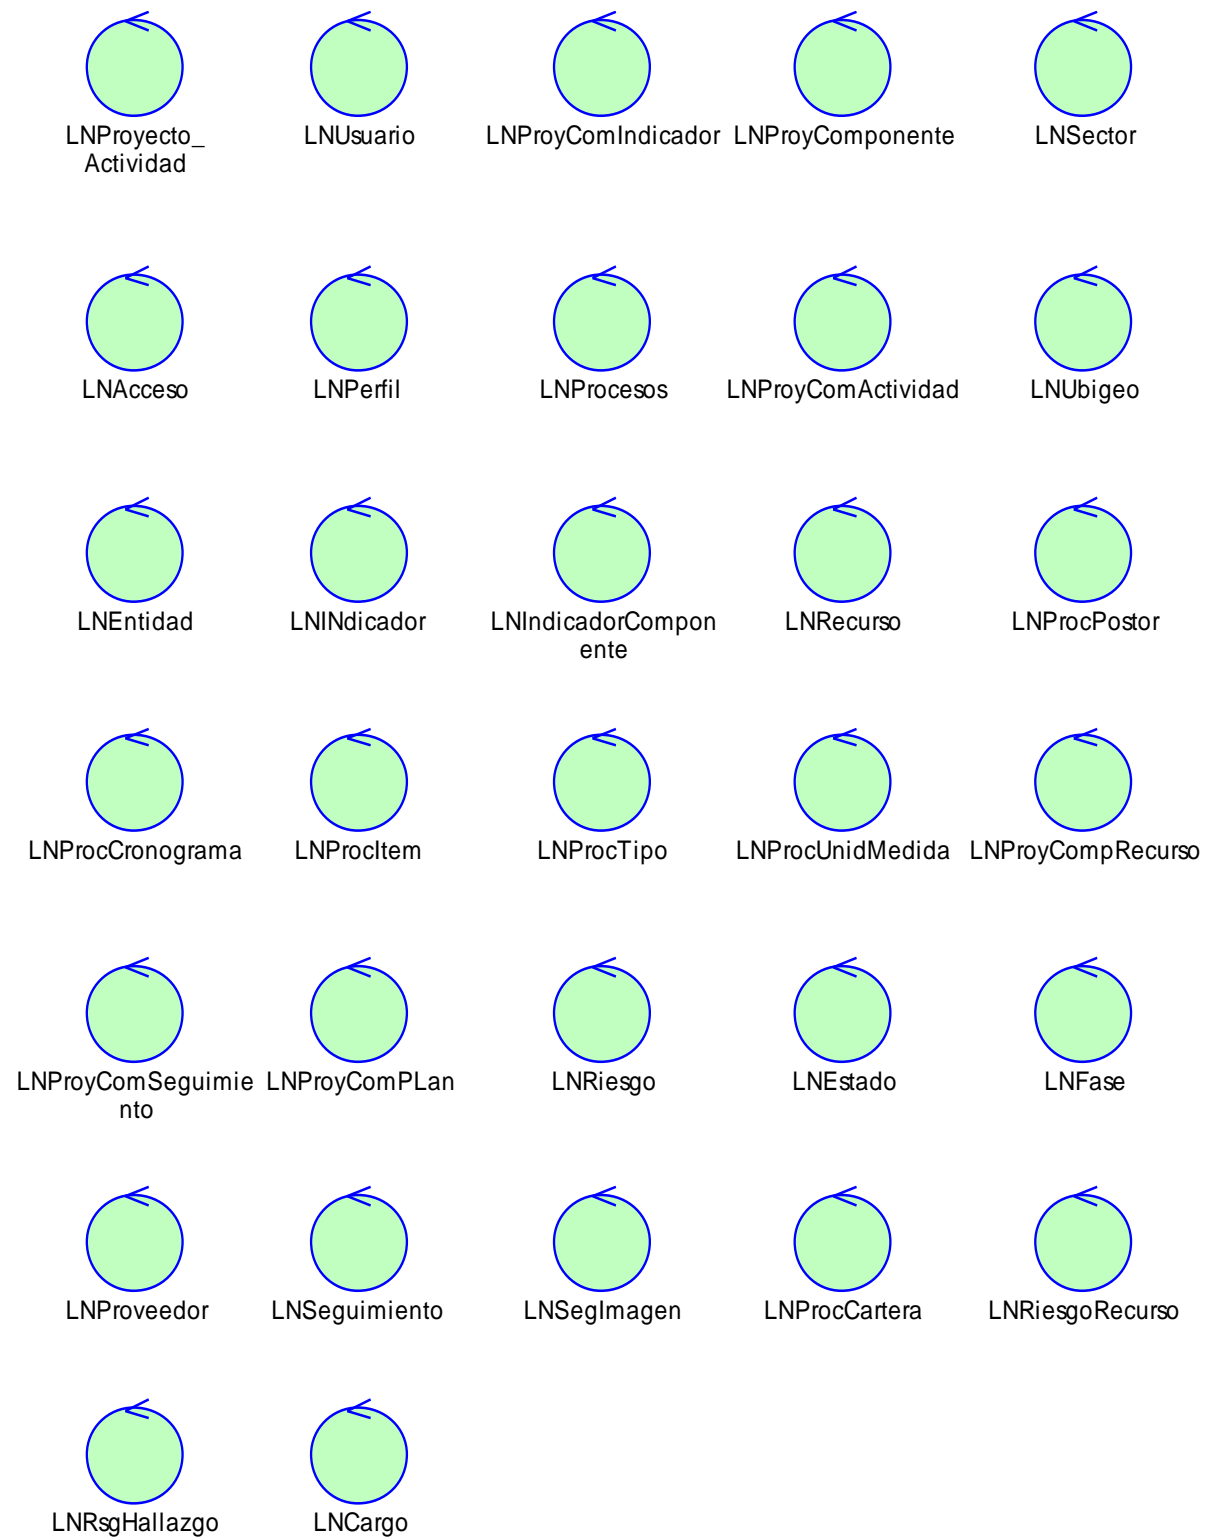 LNProyecto_
Actividad
LNUsuario
LNProyComIndicador
LNProyComponente
LNSector
LNAcceso
LNPerfil
LNProcesos
LNProyComActividad
LNUbigeo
LNEntidad
LNINdicador
LNIndicadorCompon
ente
LNRecurso
LNProcPostor
LNProcCronograma
LNProcItem
LNProcTipo
LNProcUnidMedida
LNProyCompRecurso
LNProyComSeguimie
nto
LNProyComPLan
LNRiesgo
LNEstado
LNFase
LNProveedor
LNSeguimiento
LNSegImagen
LNProcCartera
LNRiesgoRecurso
LNRsgHallazgo
LNCargo